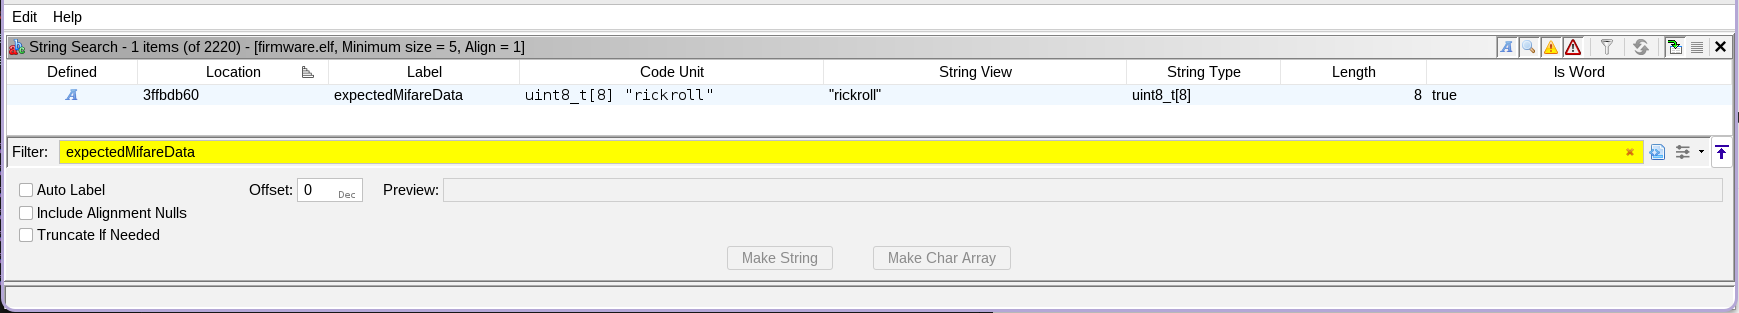 Edit Help
String Search - 1 items (of 2220) - [firmware.elf, Minimum size = 5, Align = 1]
Defined Location Label Code Unit String View String Type Length Is Word
A 3ffbdb60 expectedMifareData uint8_t[8] "rickroll" "rickroll" uint8_t[8] 8 true
Filter: expectedMifareData
Auto Label Offset: 0 Dec Preview:
Include Alignment Nulls
Truncate If Needed
Make String Make Char Array